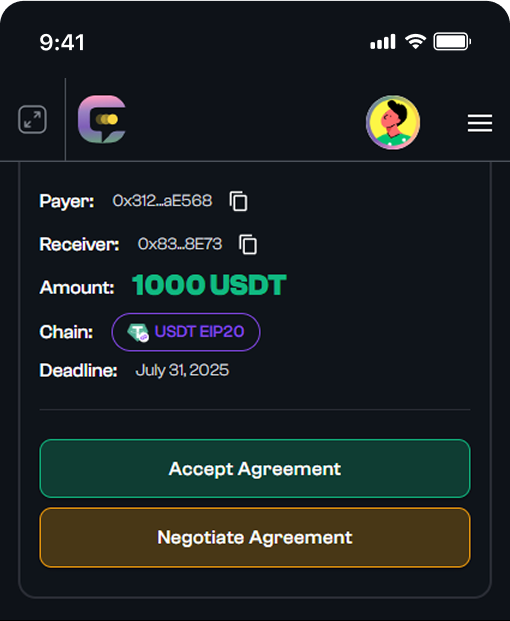 9:41
Payer: 0x312...aE568
Receiver: 0x83...8E73
Amount: 1000 USDT
Chain: USDT EIP20
Deadline: July 31, 2025
Accept Agreement
Negotiate Agreement